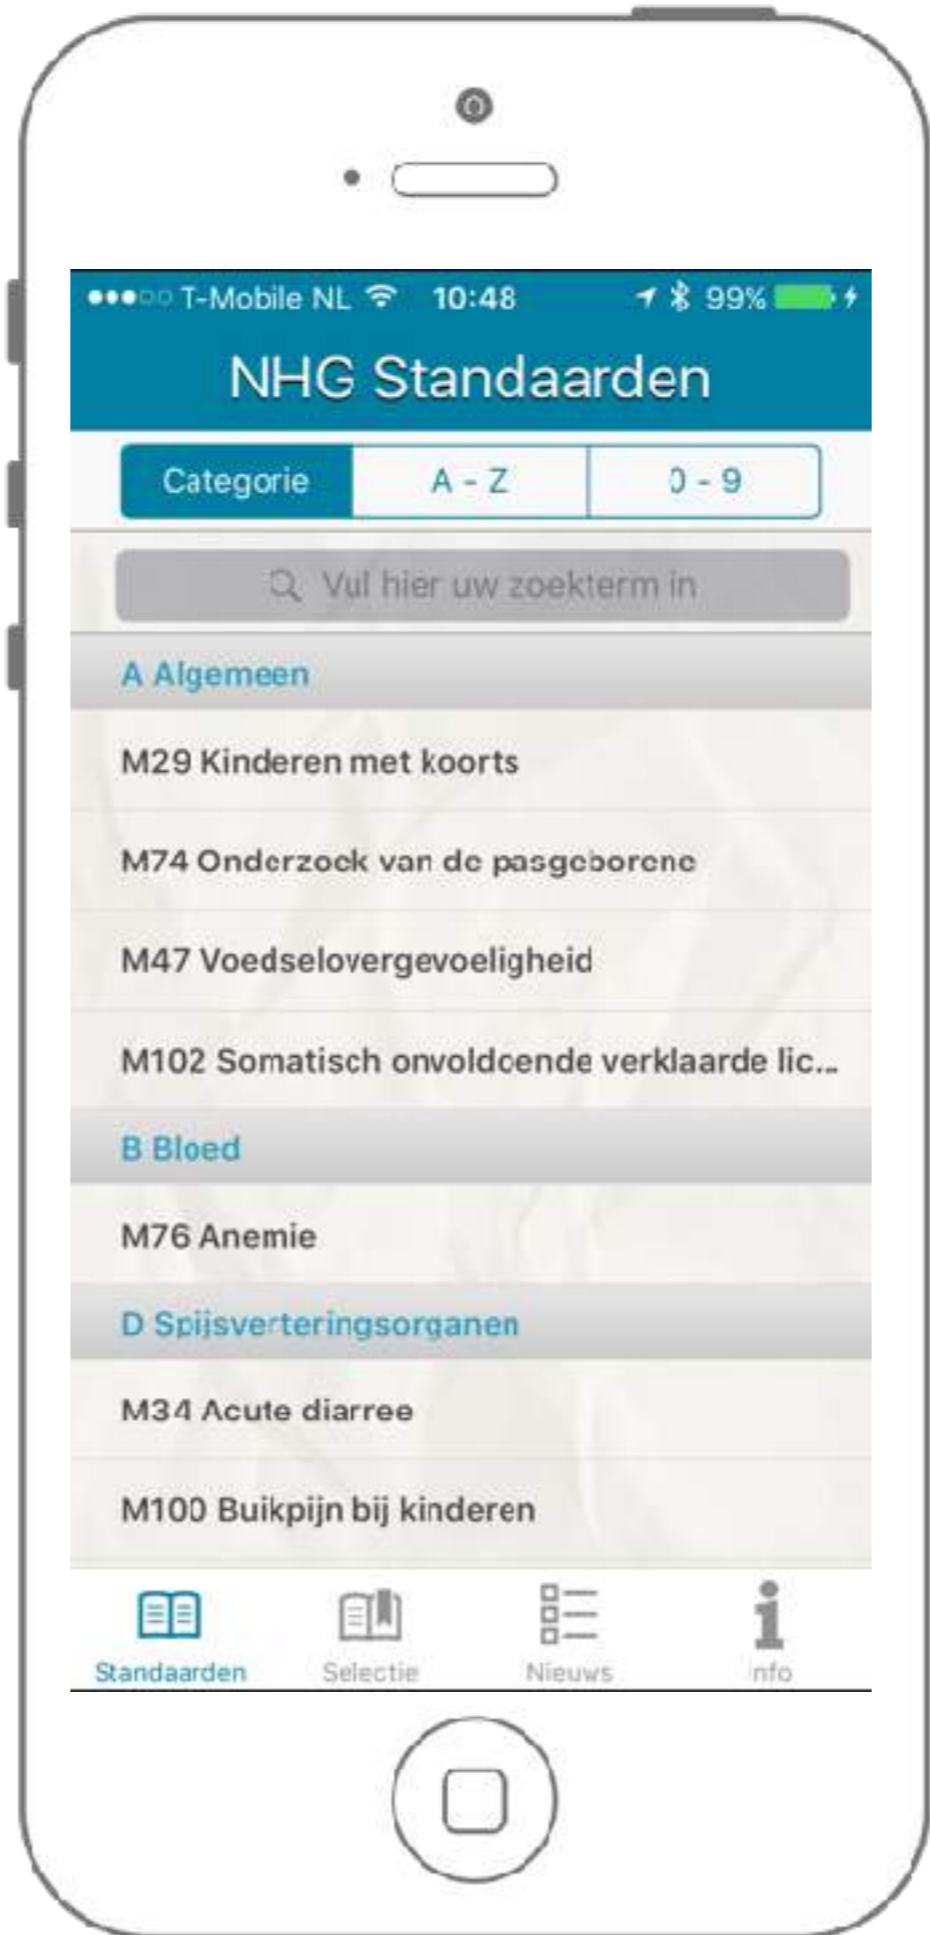 T-Mobile NL 10:48 99%
NHG Standaarden
Categorie A - Z 0 - 9
Vul hier uw zoekterm in
A Algemeen
M29 Kinderen met koorts
M74 Onderzoek van de pasgeborene
M47 Voedselovergevoeligheid
M102 Somatisch onvoldoende verklaarde lic...
B Bloed
M76 Anemie
D Spijsverteringsorganen
M34 Acute diarree
M100 Buikpijn bij kinderen
Standaarden Selectie Nieuws Info